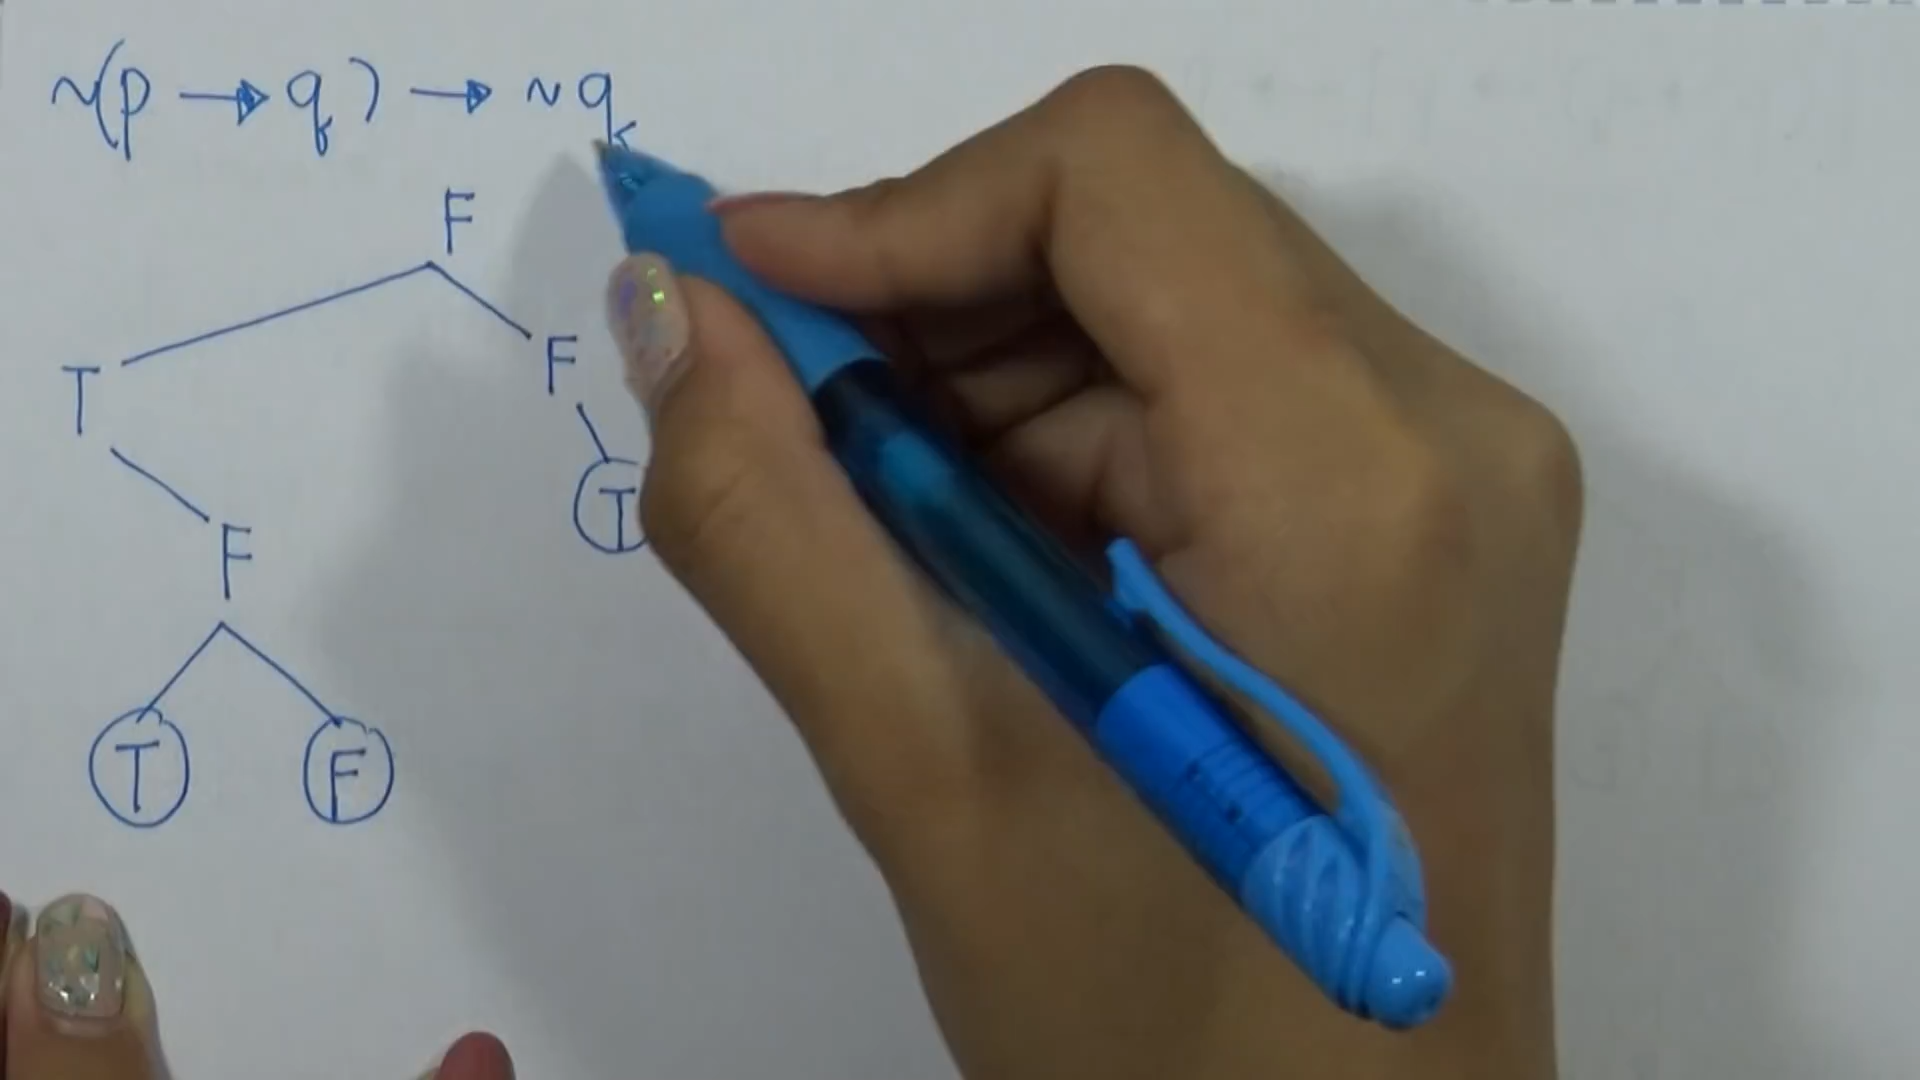 ~(p → q) → ~q
F
T F
F T
T F